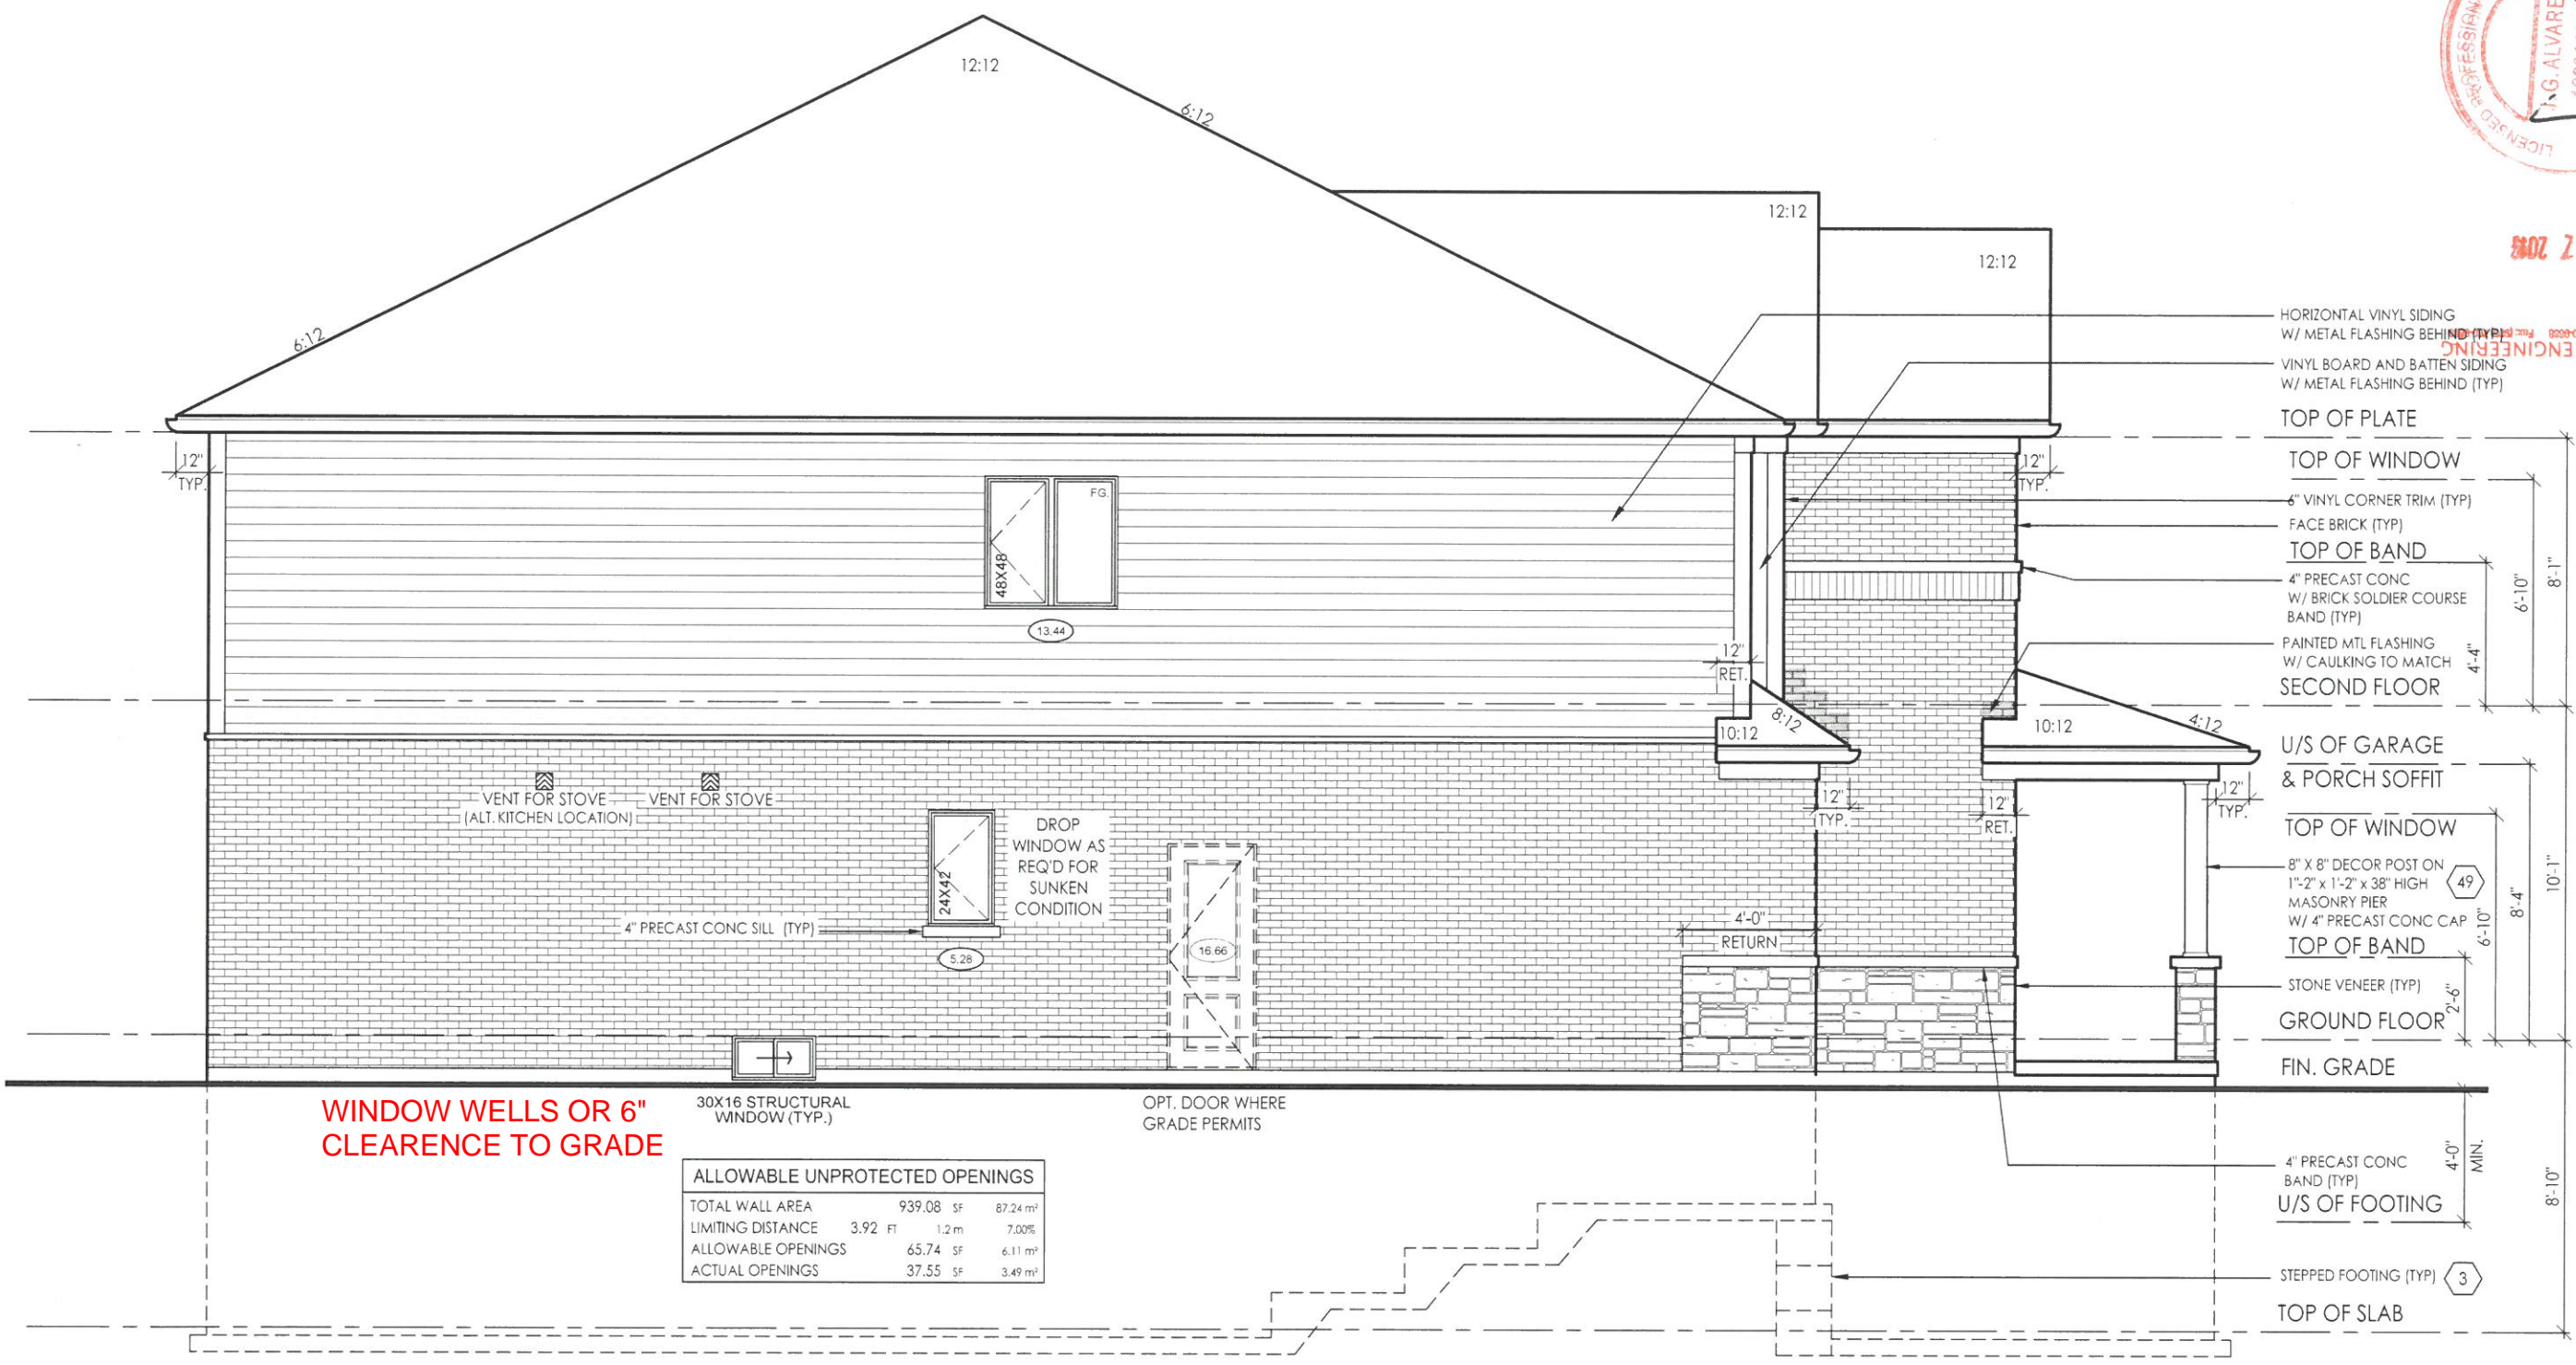 12:12
6:12
6:12
12:12
12:12
LICENSED PROFESSIONAL
J.G. ALVAREZ
ENGINEERING
HORIZONTAL VINYL SIDING
W/ METAL FLASHING BEHIND (TYP)
VINYL BOARD AND BATTEN SIDING
W/ METAL FLASHING BEHIND (TYP)
TOP OF PLATE
TOP OF WINDOW
6" VINYL CORNER TRIM (TYP)
FACE BRICK (TYP)
TOP OF BAND
4" PRECAST CONC
W/ BRICK SOLDIER COURSE
BAND (TYP)
PAINTED MTL FLASHING
W/ CAULKING TO MATCH
SECOND FLOOR
4'-4"
6'-10"
8'-1"
12"
TYP.
12"
TYP.
FG.
48X48
13.44
12"
RET.
8:12
10:12
10:12
4:12
U/S OF GARAGE
& PORCH SOFFIT
VENT FOR STOVE
(ALT. KITCHEN LOCATION)
VENT FOR STOVE
12"
TYP.
12"
RET.
12"
TYP.
TOP OF WINDOW
DROP
WINDOW AS
REQ'D FOR
SUNKEN
CONDITION
24X42
4" PRECAST CONC SILL (TYP)
5.28
16.66
4'-0"
RETURN
8" X 8" DECOR POST ON
1"-2" x 1'-2" x 38" HIGH
MASONRY PIER
W/ 4" PRECAST CONC CAP
49
TOP OF BAND
STONE VENEER (TYP)
GROUND FLOOR
2'-6"
6'-10"
8'-4"
10'-1"
FIN. GRADE
WINDOW WELLS OR 6"
CLEARENCE TO GRADE
30X16 STRUCTURAL
WINDOW (TYP.)
OPT. DOOR WHERE
GRADE PERMITS
4" PRECAST CONC
BAND (TYP)
U/S OF FOOTING
4'-0"
MIN.
8'-10"
ALLOWABLE UNPROTECTED OPENINGS
TOTAL WALL AREA 939.08 SF 87.24 m²
LIMITING DISTANCE 3.92 FT 1.2 m 7.00%
ALLOWABLE OPENINGS 65.74 SF 6.11 m²
ACTUAL OPENINGS 37.55 SF 3.49 m²
STEPPED FOOTING (TYP)
3
TOP OF SLAB